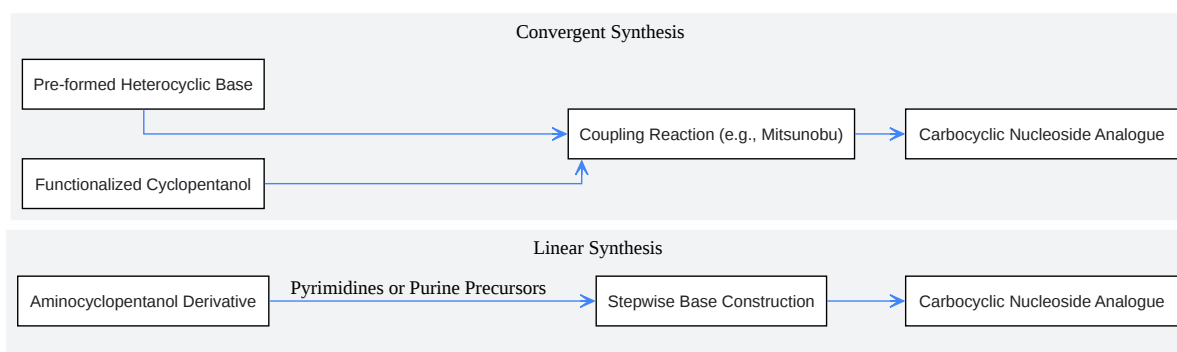 Convergent Synthesis
Pre-formed Heterocyclic Base
Coupling Reaction (e.g., Mitsunobu)
Carbocyclic Nucleoside Analogue
Functionalized Cyclopentanol
Linear Synthesis
Aminocyclopentanol Derivative
Pyrimidines or Purine Precursors
Stepwise Base Construction
Carbocyclic Nucleoside Analogue